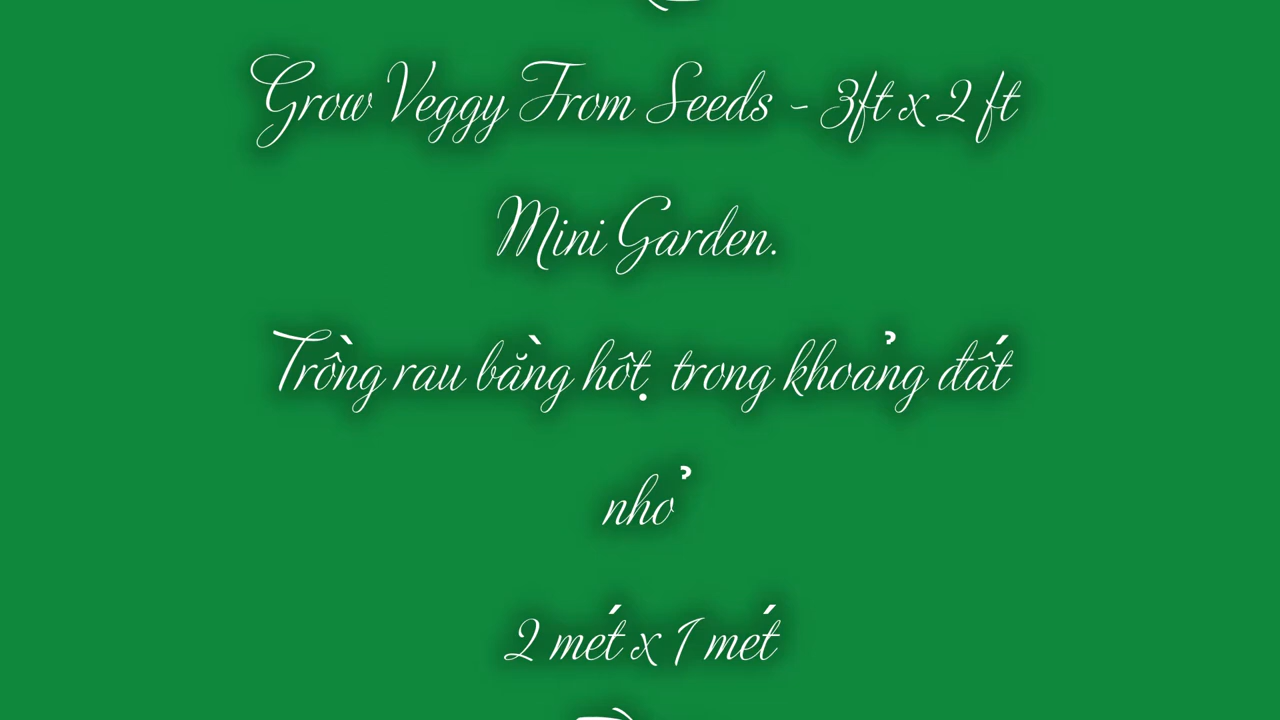 Grow Veggy From Seeds - 3ft x 2 ft
Mini Garden.
Trồng rau bằng hột trong khoảng đất
nhỏ
2 mét x 1 mét